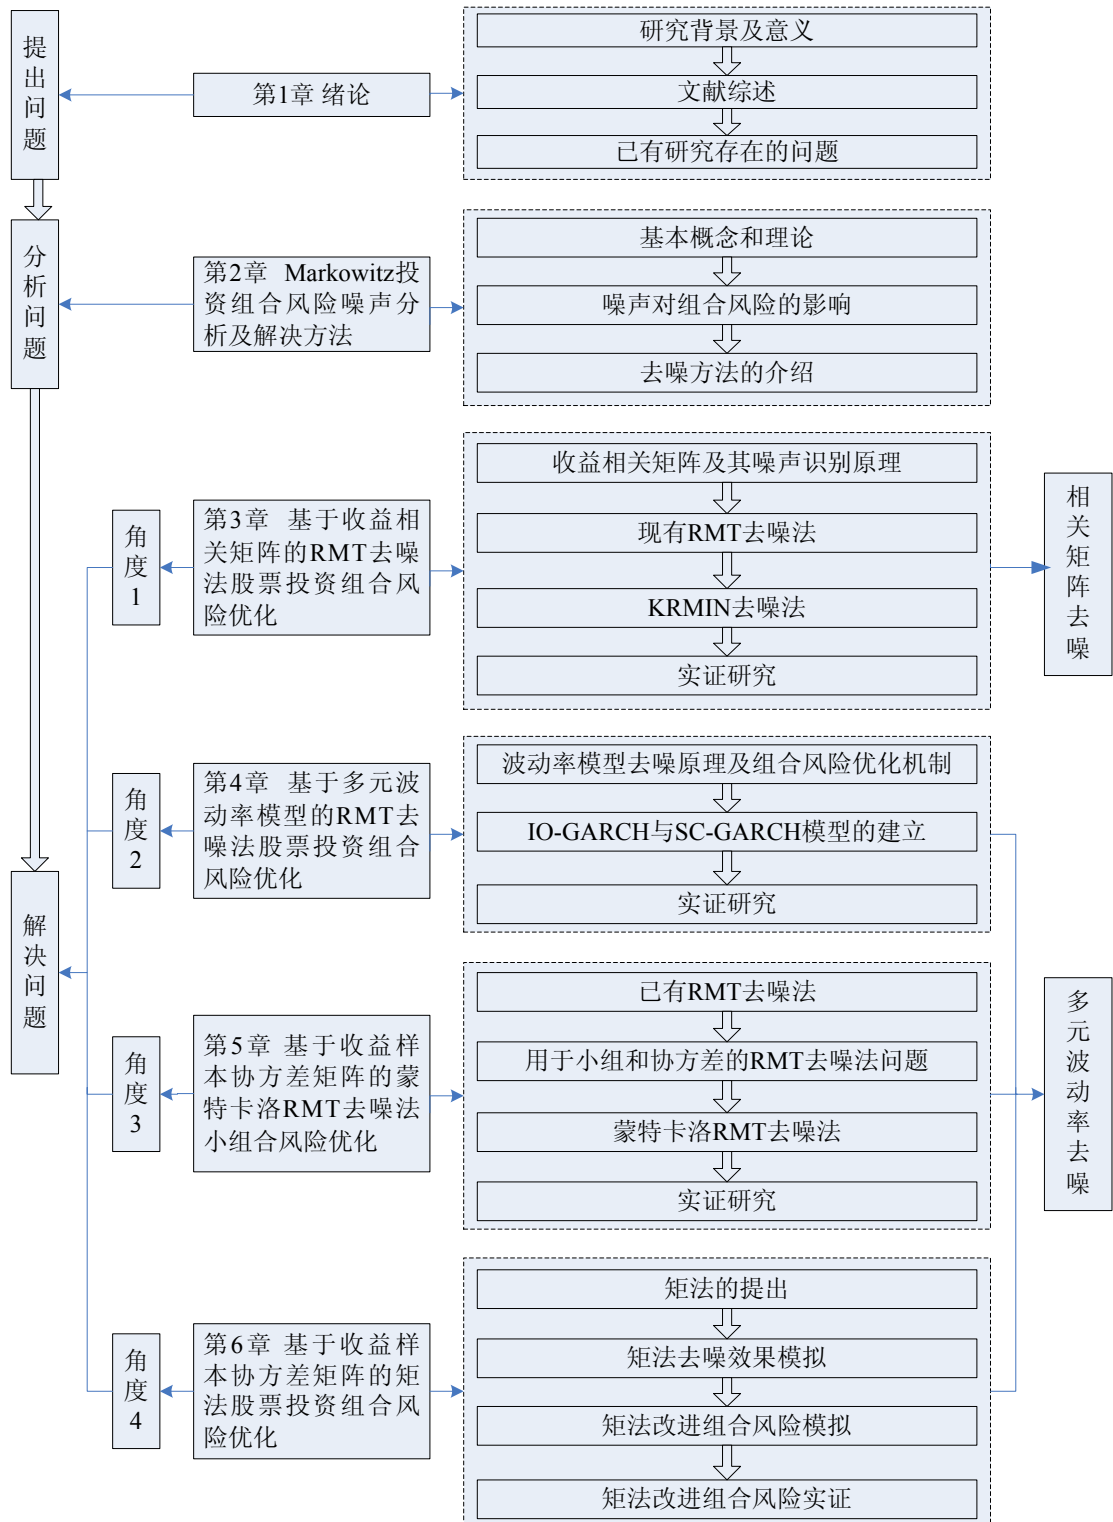 提出问题
第1章 绪论
研究背景及意义
文献综述
已有研究存在的问题
分析问题
第2章 Markowitz投
资组合风险噪声分
析及解决方法
基本概念和理论
噪声对组合风险的影响
去噪方法的介绍
解决问题
角度1
第3章 基于收益相
关矩阵的RMT去噪
法股票投资组合风
险优化
收益相关矩阵及其噪声识别原理
现有RMT去噪法
KRMIN去噪法
实证研究
相关矩阵去噪
角度2
第4章 基于多元波
动率模型的RMT去
噪法股票投资组合
风险优化
波动率模型去噪原理及组合风险优化机制
IO-GARCH与SC-GARCH模型的建立
实证研究
角度3
第5章 基于收益样
本协方差矩阵的蒙
特卡洛RMT去噪法
小组合风险优化
已有RMT去噪法
用于小组和协方差的RMT去噪法问题
蒙特卡洛RMT去噪法
实证研究
多元波动率去噪
角度4
第6章 基于收益样
本协方差矩阵的矩
法股票投资组合风
险优化
矩法的提出
矩法去噪效果模拟
矩法改进组合风险模拟
矩法改进组合风险实证